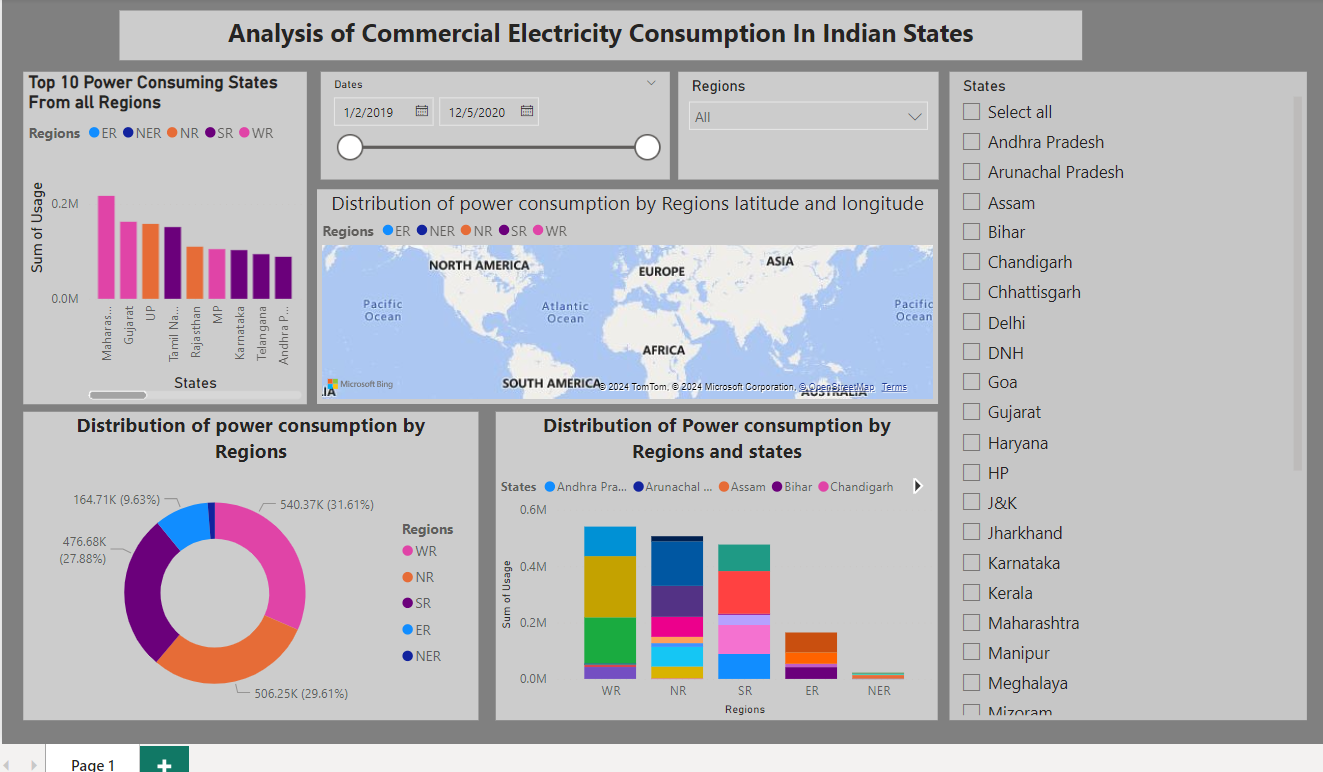 Analysis of Commercial Electricity Consumption In Indian States
Top 10 Power Consuming States
From all Regions
Regions ER NER NR SR WR
Sum of Usage
0.2M
0.0M
Maharas...
Gujarat
UP
Tamil Na...
Rajasthan
MP
Karnataka
Telangana
Andhra P...
States
Dates
1/2/2019
12/5/2020
Regions
All
Distribution of power consumption by Regions latitude and longitude
Regions ER NER NR SR WR
NORTH AMERICA
EUROPE
ASIA
Pacific
Ocean
Atlantic
Ocean
Pacific
Ocean
AFRICA
SOUTH AMERICA
AUSTRALIA
IA
Microsoft Bing
© 2024 TomTom, © 2024 Microsoft Corporation, © OpenStreetMap Terms
Distribution of power consumption by
Regions
164.71K (9.63%)
540.37K (31.61%)
476.68K
(27.88%)
506.25K (29.61%)
Regions
WR
NR
SR
ER
NER
Distribution of Power consumption by
Regions and states
States Andhra Pra... Arunachal ... Assam Bihar Chandigarh
Sum of Usage
0.6M
0.4M
0.2M
0.0M
WR NR SR ER NER
Regions
States
Select all
Andhra Pradesh
Arunachal Pradesh
Assam
Bihar
Chandigarh
Chhattisgarh
Delhi
DNH
Goa
Gujarat
Haryana
HP
J&K
Jharkhand
Karnataka
Kerala
Maharashtra
Manipur
Meghalaya
Mizoram
Page 1
+